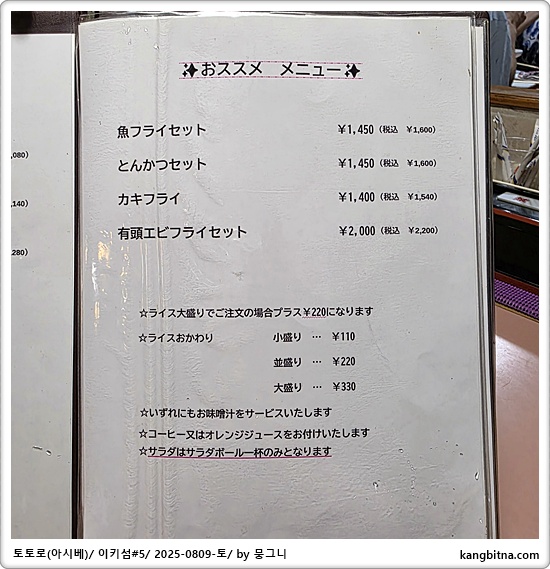 ✨おススメ　メニュー✨
魚フライセット ￥1,450（税込　￥1,600）
とんかつセット ￥1,450（税込　￥1,600）
カキフライ ￥1,400（税込　￥1,540）
有頭エビフライセット ￥2,000（税込　￥2,200）
,080）
,140）
,280）
☆ライス大盛りでご注文の場合プラス￥220になります
☆ライスおかわり 小盛り … ￥110
並盛り … ￥220
大盛り … ￥330
☆いずれにもお味噌汁をサービスいたします
☆コーヒー又はオレンジジュースをお付けいたします
☆サラダはサラダボール一杯のみとなります
토토로(아시베)/ 이키섬#5/ 2025-0809-토/ by 뭉그니
kangbitna.com